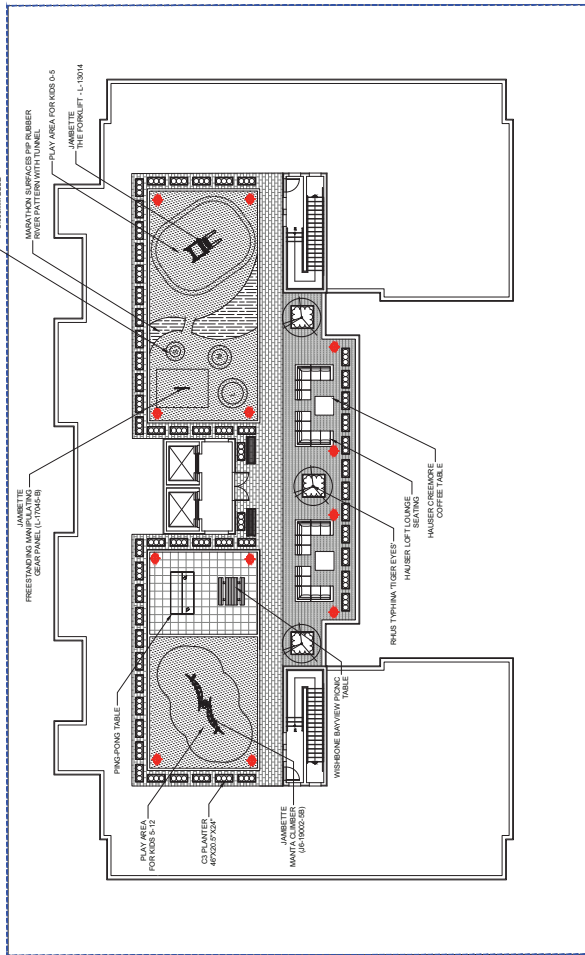 MARATHON SURFACES PIP RUBBER
RIVER PATTERN WITH TUNNEL
PLAY AREA FOR KIDS 0-5
JAMBETTE
THE FORKLIFT - L-13014
JAMBETTE
FREESTANDING MANIPULATING
GEAR PANEL (L-17045-B)
PING-PONG TABLE
PLAY AREA
FOR KIDS 5-12
C3 PLANTER
46"X20.5"X24"
JAMBETTE
MANTA CLIMBER
(J6-19002-5B)
WISHBONE BAYVIEW PICNIC
TABLE
RHUS TYPHINA 'TIGER EYES'
HAUSER LOFT LOUNGE
SEATING
HAUSER CREEMORE
COFFEE TABLE
S
M
L